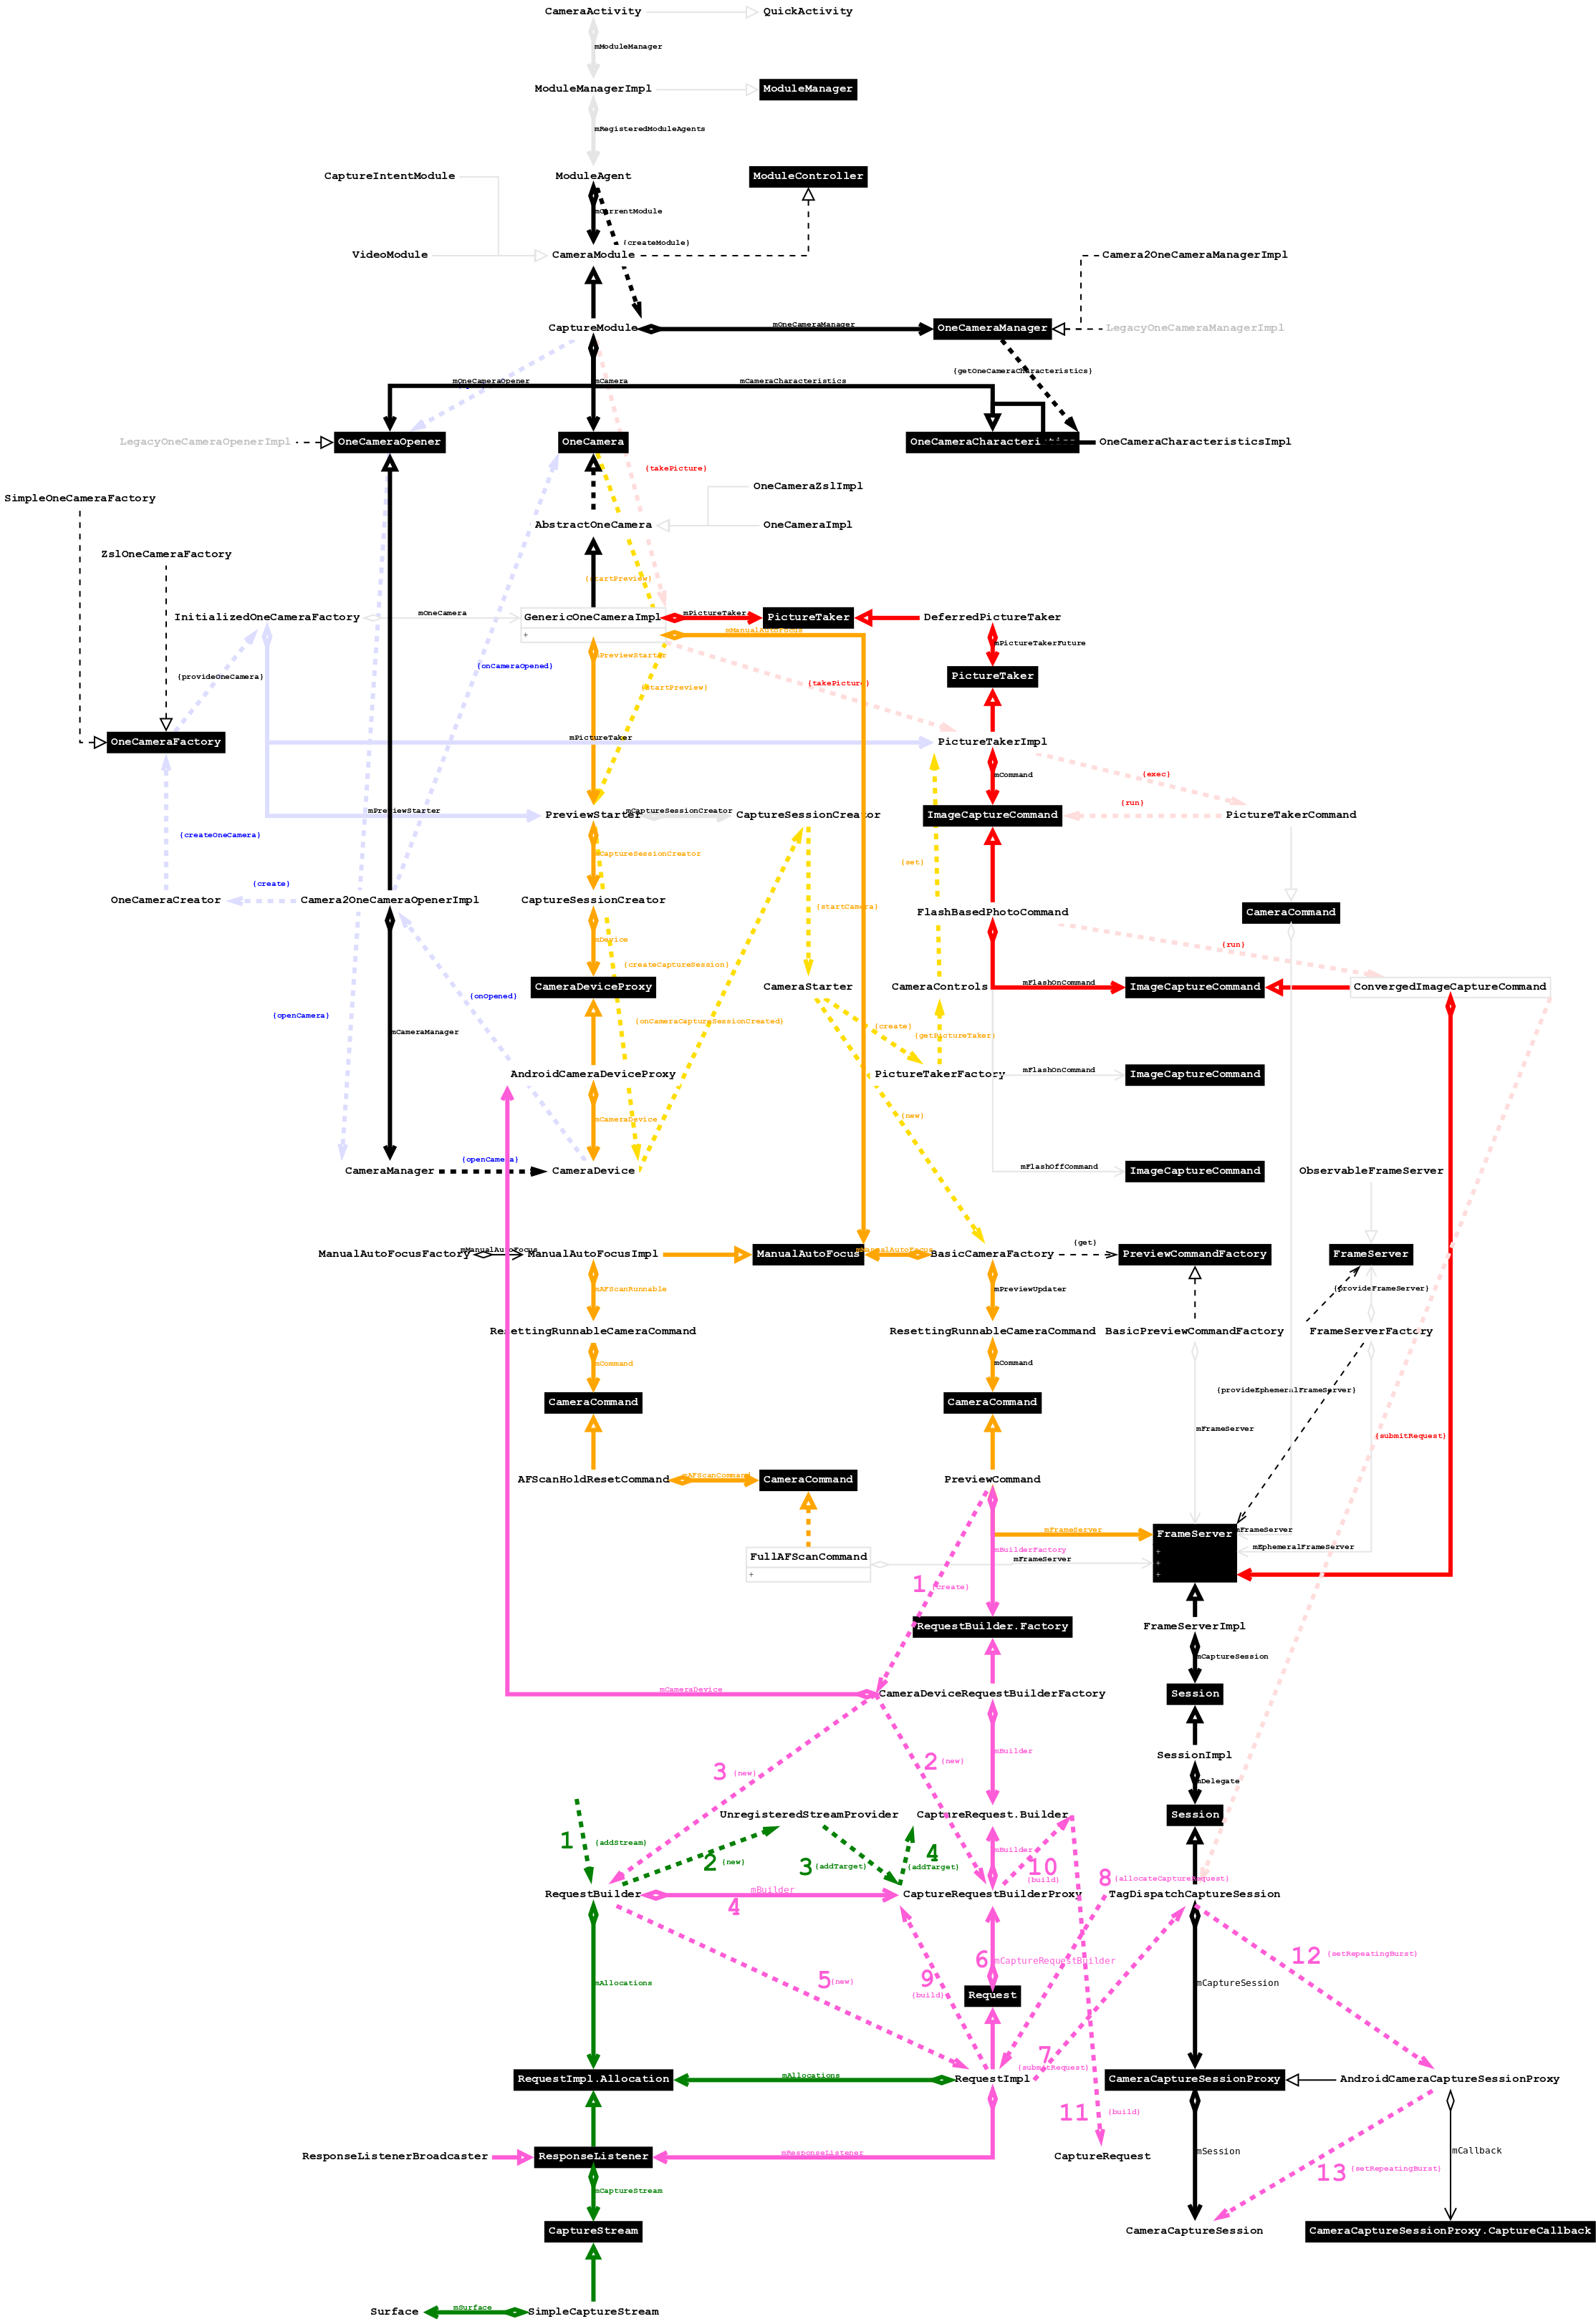 CameraActivity
QuickActivity
mModuleManager
ModuleManagerImpl
ModuleManager
mRegisteredModuleAgents
CaptureIntentModule
ModuleAgent
ModuleController
mCurrentModule
(createModule)
VideoModule
CameraModule
Camera2OneCameraManagerImpl
CaptureModule
mOneCameraManager
OneCameraManager
LegacyOneCameraManagerImpl
(getOneCameraCharacteristics)
mOneCameraOpener
mCamera
mCameraCharacteristics
LegacyOneCameraOpenerImpl
OneCameraOpener
OneCamera
OneCameraCharacteristics
OneCameraCharacteristicsImpl
(takePicture)
OneCameraZslImpl
SimpleOneCameraFactory
AbstractOneCamera
OneCameraImpl
ZslOneCameraFactory
(startPreview)
InitializedOneCameraFactory
mOneCamera
GenericOneCameraImpl
+
mPictureTaker
PictureTaker
DeferredPictureTaker
mManualAutoFocus
mPictureTakerFuture
mPreviewStarter
(onCameraOpened)
(provideOneCamera)
(startPreview)
(takePicture)
PictureTaker
OneCameraFactory
mPictureTaker
PictureTakerImpl
mCommand
(exec)
(run)
mPreviewStarter
PreviewStarter
mCaptureSessionCreator
CaptureSessionCreator
ImageCaptureCommand
PictureTakerCommand
(createOneCamera)
mCaptureSessionCreator
(set)
(create)
OneCameraCreator
Camera2OneCameraOpenerImpl
CaptureSessionCreator
(startCamera)
FlashBasedPhotoCommand
CameraCommand
mDevice
(run)
(createCaptureSession)
CameraDeviceProxy
CameraStarter
CameraControls
mFlashOnCommand
ImageCaptureCommand
ConvergedImageCaptureCommand
(onOpened)
(openCamera)
mCameraManager
(onCameraCaptureSessionCreated)
(create)
(getPictureTaker)
AndroidCameraDeviceProxy
PictureTakerFactory
mFlashOnCommand
ImageCaptureCommand
mCameraDevice
(new)
(openCamera)
CameraManager
CameraDevice
mFlashOffCommand
ImageCaptureCommand
ObservableFrameServer
ManualAutoFocusFactory
mManualAutoFocus
ManualAutoFocusImpl
ManualAutoFocus
mManualAutoFocus
BasicCameraFactory
(get)
PreviewCommandFactory
FrameServer
mAFScanRunnable
mPreviewUpdater
(provideFrameServer)
ResettingRunnableCameraCommand
ResettingRunnableCameraCommand
BasicPreviewCommandFactory
FrameServerFactory
mCommand
mCommand
(provideEphemeralFrameServer)
CameraCommand
CameraCommand
mFrameServer
(submitRequest)
AFScanHoldResetCommand
mAFScanCommand
CameraCommand
PreviewCommand
mFrameServer
FrameServer
+
+
+
mFrameServer
mBuilderFactory
mEphemeralFrameServer
FullAFScanCommand
+
mFrameServer
1 (create)
RequestBuilder.Factory
FrameServerImpl
mCaptureSession
mCameraDevice
CameraDeviceRequestBuilderFactory
Session
mBuilder
SessionImpl
2 (new)
3 (new)
mDelegate
UnregisteredStreamProvider
CaptureRequest.Builder
Session
1 (addStream)
2 (new)
3 (addTarget)
4
(addTarget)
mBuilder
10
(build)
8 (allocateCaptureRequest)
RequestBuilder
mBuilder
4
CaptureRequestBuilderProxy
TagDispatchCaptureSession
mAllocations
5 (new)
6 mCaptureRequestBuilder
9
(build)
12 (setRepeatingBurst)
mCaptureSession
Request
7
(submitRequest)
RequestImpl.Allocation
mAllocations
RequestImpl
CameraCaptureSessionProxy
AndroidCameraCaptureSessionProxy
11 (build)
ResponseListenerBroadcaster
ResponseListener
mResponseListener
CaptureRequest
mSession
mCallback
13 (setRepeatingBurst)
mCaptureStream
CaptureStream
CameraCaptureSession
CameraCaptureSessionProxy.CaptureCallback
Surface
mSurface
SimpleCaptureStream